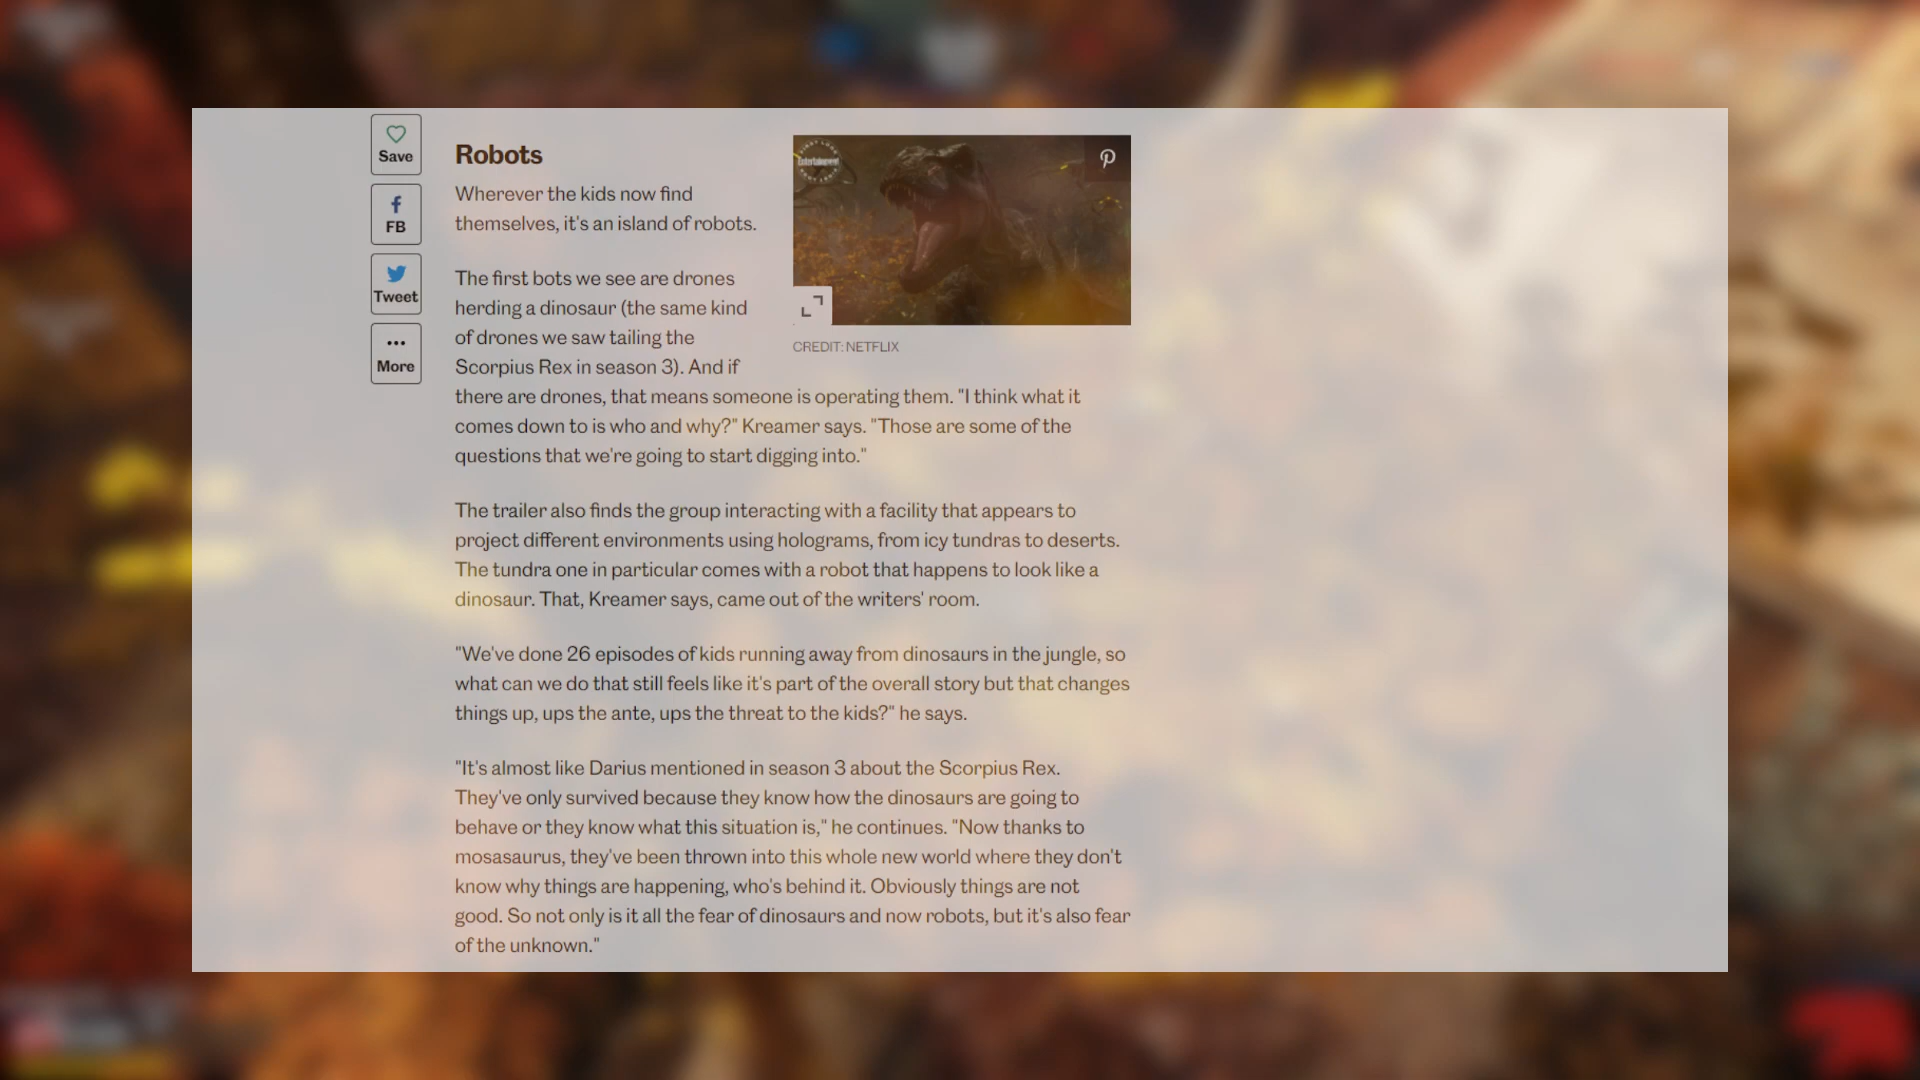 Save
FB
Tweet
More
Robots
Wherever the kids now find
themselves, it's an island of robots.
The first bots we see are drones
herding a dinosaur (the same kind
of drones we saw tailing the
Scorpius Rex in season 3). And if
there are drones, that means someone is operating them. "I think what it
comes down to is who and why?" Kreamer says. "Those are some of the
questions that we're going to start digging into."
Entertainment
CREDIT: NETFLIX
The trailer also finds the group interacting with a facility that appears to
project different environments using holograms, from icy tundras to deserts.
The tundra one in particular comes with a robot that happens to look like a
dinosaur. That, Kreamer says, came out of the writers' room.
"We've done 26 episodes of kids running away from dinosaurs in the jungle, so
what can we do that still feels like it's part of the overall story but that changes
things up, ups the ante, ups the threat to the kids?" he says.
"It's almost like Darius mentioned in season 3 about the Scorpius Rex.
They've only survived because they know how the dinosaurs are going to
behave or they know what this situation is," he continues. "Now thanks to
mosasaurus, they've been thrown into this whole new world where they don't
know why things are happening, who's behind it. Obviously things are not
good. So not only is it all the fear of dinosaurs and now robots, but it's also fear
of the unknown."